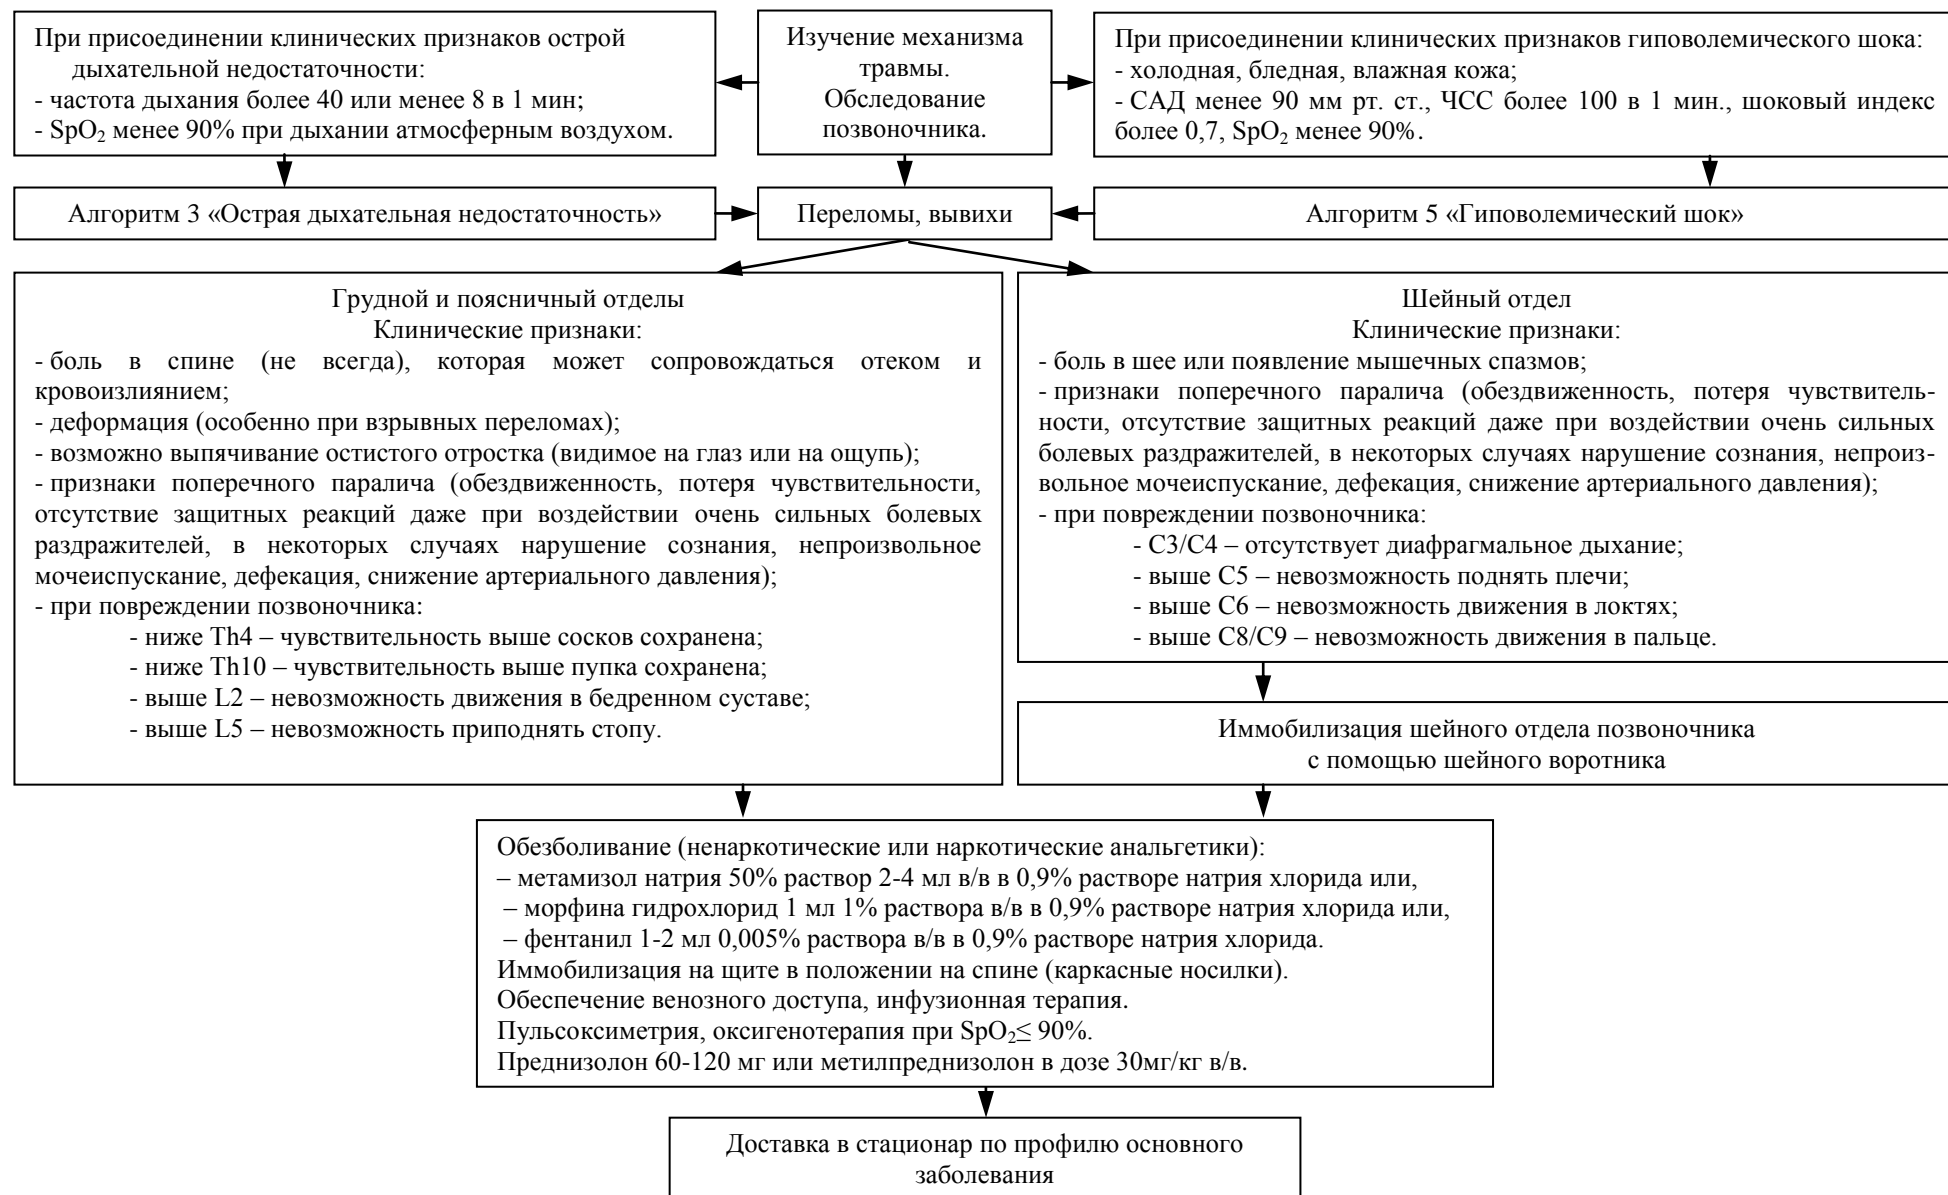 При присоединении клинических признаков острой
дыхательной недостаточности:
- частота дыхания более 40 или менее 8 в 1 мин;
- SpO₂ менее 90% при дыхании атмосферным воздухом.
Изучение механизма
травмы.
Обследование
позвоночника.
При присоединении клинических признаков гиповолемического шока:
- холодная, бледная, влажная кожа;
- САД менее 90 мм рт. ст., ЧСС более 100 в 1 мин., шоковый индекс
более 0,7, SpO₂ менее 90%.
Алгоритм 3 «Острая дыхательная недостаточность»
Переломы, вывихи
Алгоритм 5 «Гиповолемический шок»
Грудной и поясничный отделы
Клинические признаки:
- боль в спине (не всегда), которая может сопровождаться отеком и
кровоизлиянием;
- деформация (особенно при взрывных переломах);
- возможно выпячивание остистого отростка (видимое на глаз или на ощупь);
- признаки поперечного паралича (обездвиженность, потеря чувствительности,
отсутствие защитных реакций даже при воздействии очень сильных болевых
раздражителей, в некоторых случаях нарушение сознания, непроизвольное
мочеиспускание, дефекация, снижение артериального давления);
- при повреждении позвоночника:
- ниже Th4 – чувствительность выше сосков сохранена;
- ниже Th10 – чувствительность выше пупка сохранена;
- выше L2 – невозможность движения в бедренном суставе;
- выше L5 – невозможность приподнять стопу.
Шейный отдел
Клинические признаки:
- боль в шее или появление мышечных спазмов;
- признаки поперечного паралича (обездвиженность, потеря чувствитель-
ности, отсутствие защитных реакций даже при воздействии очень сильных
болевых раздражителей, в некоторых случаях нарушение сознания, непроиз-
вольное мочеиспускание, дефекация, снижение артериального давления);
- при повреждении позвоночника:
- С3/С4 – отсутствует диафрагмальное дыхание;
- выше С5 – невозможность поднять плечи;
- выше С6 – невозможность движения в локтях;
- выше С8/С9 – невозможность движения в пальце.
Иммобилизация шейного отдела позвоночника
с помощью шейного воротника
Обезболивание (ненаркотические или наркотические анальгетики):
– метамизол натрия 50% раствор 2-4 мл в/в в 0,9% растворе натрия хлорида или,
– морфина гидрохлорид 1 мл 1% раствора в/в в 0,9% растворе натрия хлорида или,
– фентанил 1-2 мл 0,005% раствора в/в в 0,9% растворе натрия хлорида.
Иммобилизация на щите в положении на спине (каркасные носилки).
Обеспечение венозного доступа, инфузионная терапия.
Пульсоксиметрия, оксигенотерапия при SpO₂≤ 90%.
Преднизолон 60-120 мг или метилпреднизолон в дозе 30мг/кг в/в.
Доставка в стационар по профилю основного
заболевания